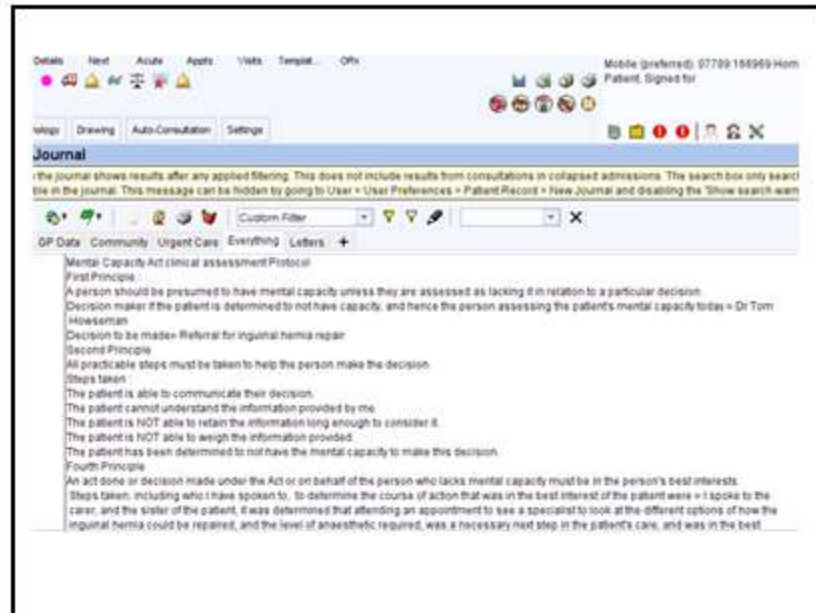 Details Next Acute Appts Visits Templat... ORx
Mobile (preferred): 07789 166969 Hom
Patient. Signed for
ology Drawing Auto-Consultation Settings
Journal
the journal shows results after any applied filtering. This does not include results from consultations in collapsed admissions. The search box only searc
ble in the journal. This message can be hidden by going to User > User Preferences > Patient Record > New Journal and disabling the 'Show search warn
Custom Filter
GP Data Community Urgent Care Everything Letters +
Mental Capacity Act clinical assessment Protocol
First Principle
A person should be presumed to have mental capacity unless they are assessed as lacking it in relation to a particular decision.
Decision maker if the patient is determined to not have capacity, and hence the person assessing the patient's mental capacity today = Dr Tom
Howseman
Decision to be made= Referral for inguinal hernia repair
Second Principle
All practicable steps must be taken to help the person make the decision.
Steps taken :
The patient is able to communicate their decision.
The patient cannot understand the information provided by me.
The patient is NOT able to retain the information long enough to consider it.
The patient is NOT able to weigh the information provided.
The patient has been determined to not have the mental capacity to make this decision.
Fourth Principle
An act done or decision made under the Act or on behalf of the person who lacks mental capacity must be in the person's best interests.
Steps taken, including who I have spoken to, to determine the course of action that was in the best interest of the patient were = I spoke to the
carer, and the sister of the patient, it was determined that attending an appointment to see a specialist to look at the different options of how the
inguinal hernia could be repaired, and the level of anaesthetic required, was a necessary next step in the patient's care, and was in the best